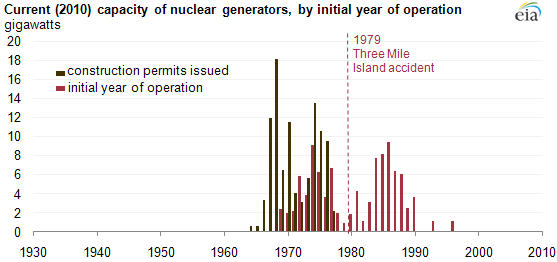 Current (2010) capacity of nuclear generators, by initial year of operation
gigawatts
eia
20
18
16
14
12
10
8
6
4
2
0
construction permits issued
initial year of operation
1979
Three Mile
Island accident
1930 1940 1950 1960 1970 1980 1990 2000 2010